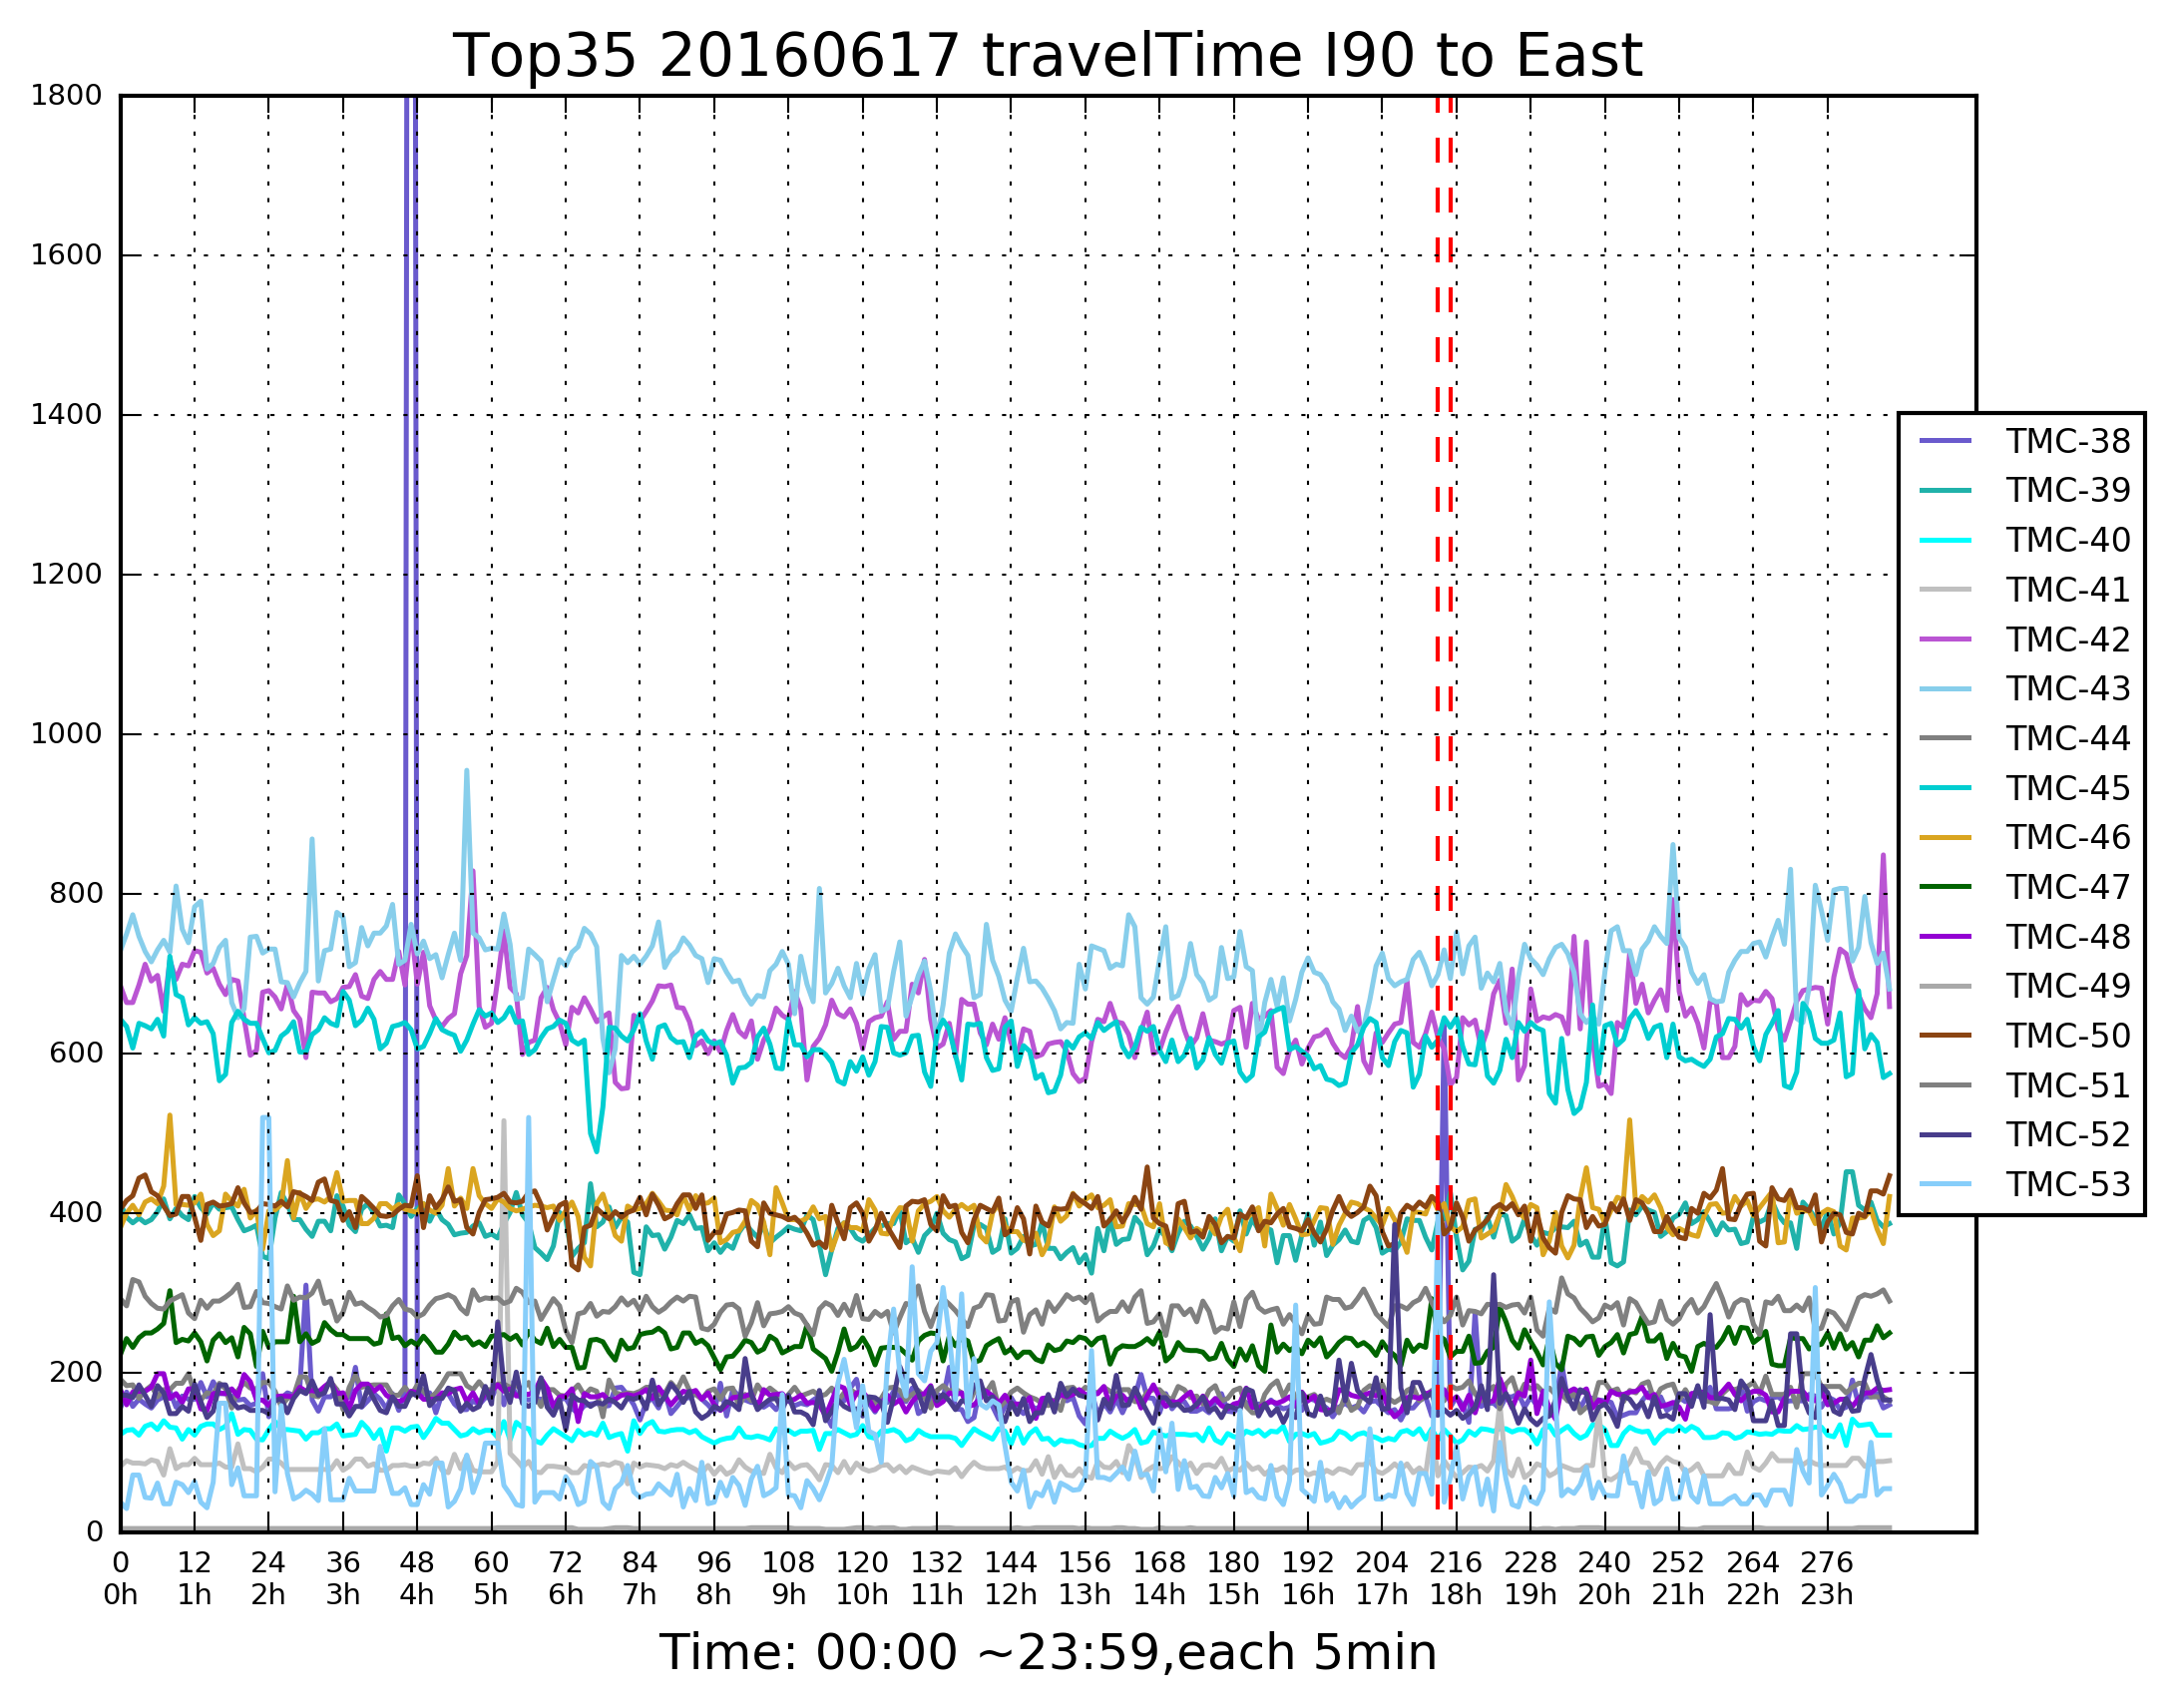 Top35 20160617 travelTime I90 to East
1800
1600
1400
1200
1000
800
600
400
200
0
TMC-38
TMC-39
TMC-40
TMC-41
TMC-42
TMC-43
TMC-44
TMC-45
TMC-46
TMC-47
TMC-48
TMC-49
TMC-50
TMC-51
TMC-52
TMC-53
0 12 24 36 48 60 72 84 96 108 120 132 144 156 168 180 192 204 216 228 240 252 264 276
0h 1h 2h 3h 4h 5h 6h 7h 8h 9h 10h 11h 12h 13h 14h 15h 16h 17h 18h 19h 20h 21h 22h 23h
Time: 00:00 ~23:59,each 5min